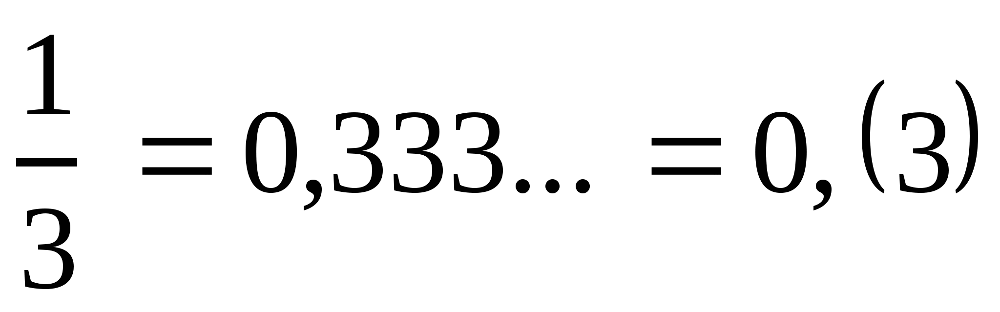 1/3 = 0,333... = 0,(3)